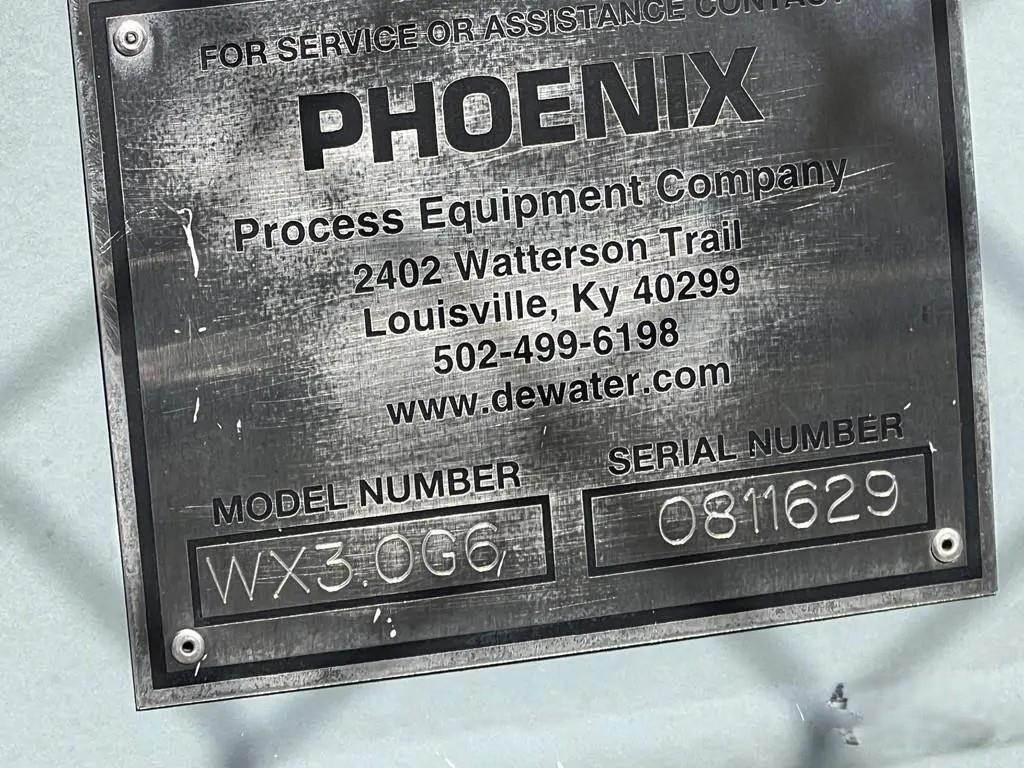 FOR SERVICE OR ASSISTANCE CONTACT
PHOENIX
Process Equipment Company
2402 Watterson Trail
Louisville, Ky 40299
502-499-6198
www.dewater.com
MODEL NUMBER SERIAL NUMBER
WX3.0G6 0811629